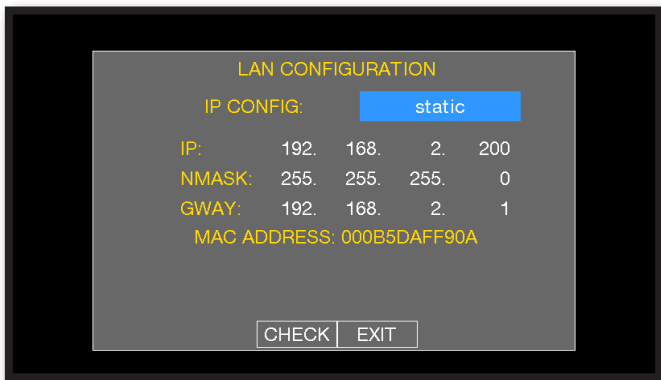 LAN CONFIGURATION
IP CONFIG: static
IP: 192. 168. 2. 200
NMASK: 255. 255. 255. 0
GWAY: 192. 168. 2. 1
MAC ADDRESS: 000B5DAFF90A
CHECK EXIT